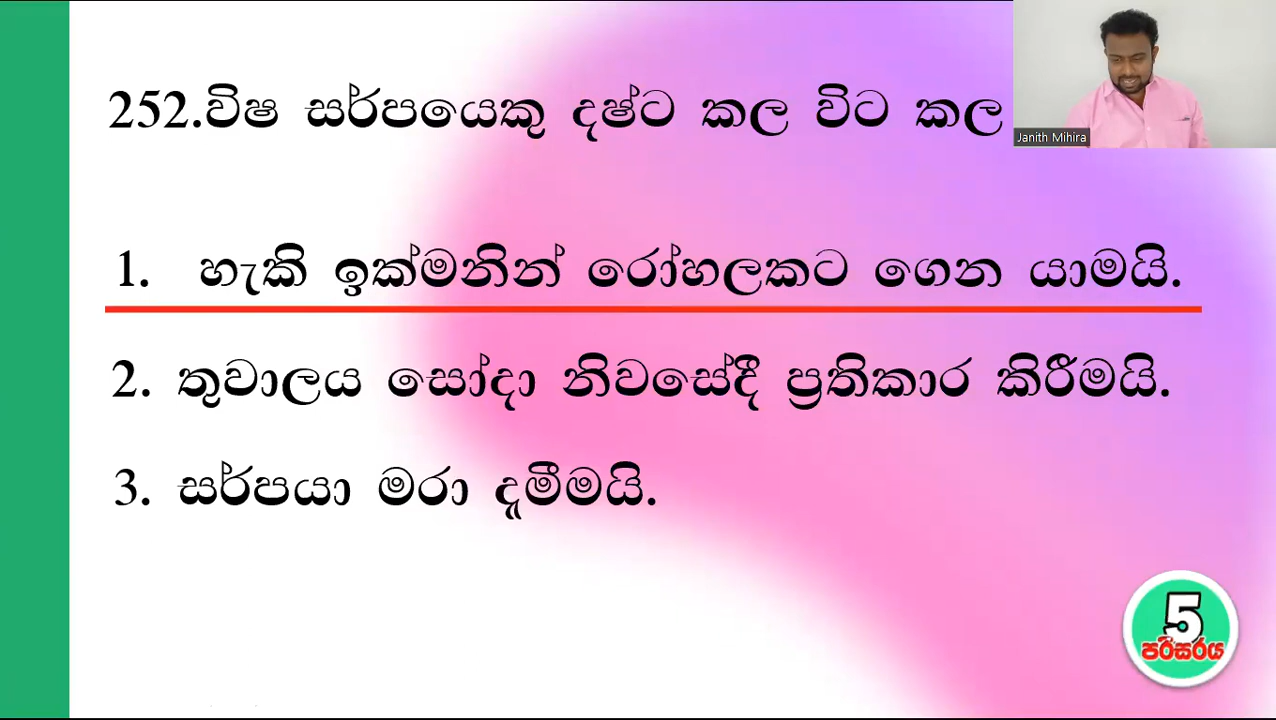 252.විෂ සර්පයෙකු දෂ්ට කල විට කල
Janith Mihira
1. හැකි ඉක්මනින් රෝහලකට ගෙන යාමයි.
2. තුවාලය සෝදා නිවසේදී ප්‍රතිකාර කිරීමයි.
3. සර්පයා මරා දූමීමයි.
5
පරිසරය